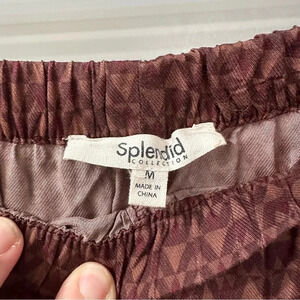 splendid
COLLECTION
M
MADE IN
CHINA